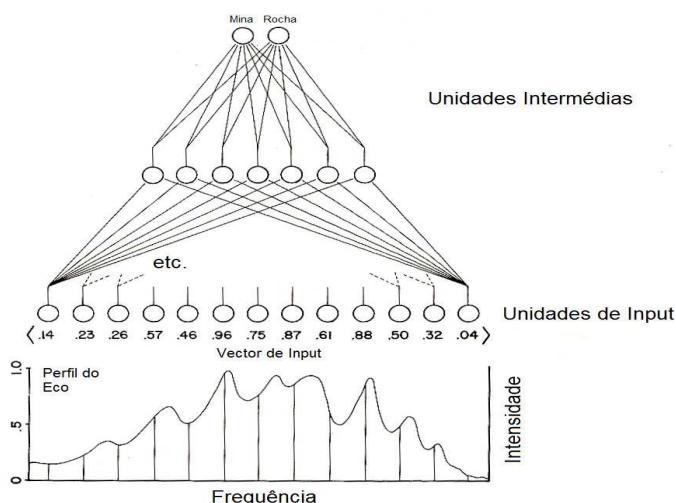 Mina Rocha
Unidades Intermédias
etc.
Unidades de Input
< .14 .23 .26 .57 .46 .96 .75 .87 .61 .88 .50 .32 .04 >
Vector de Input
1.0
Perfil do
Eco
.5
0
Intensidade
Frequência